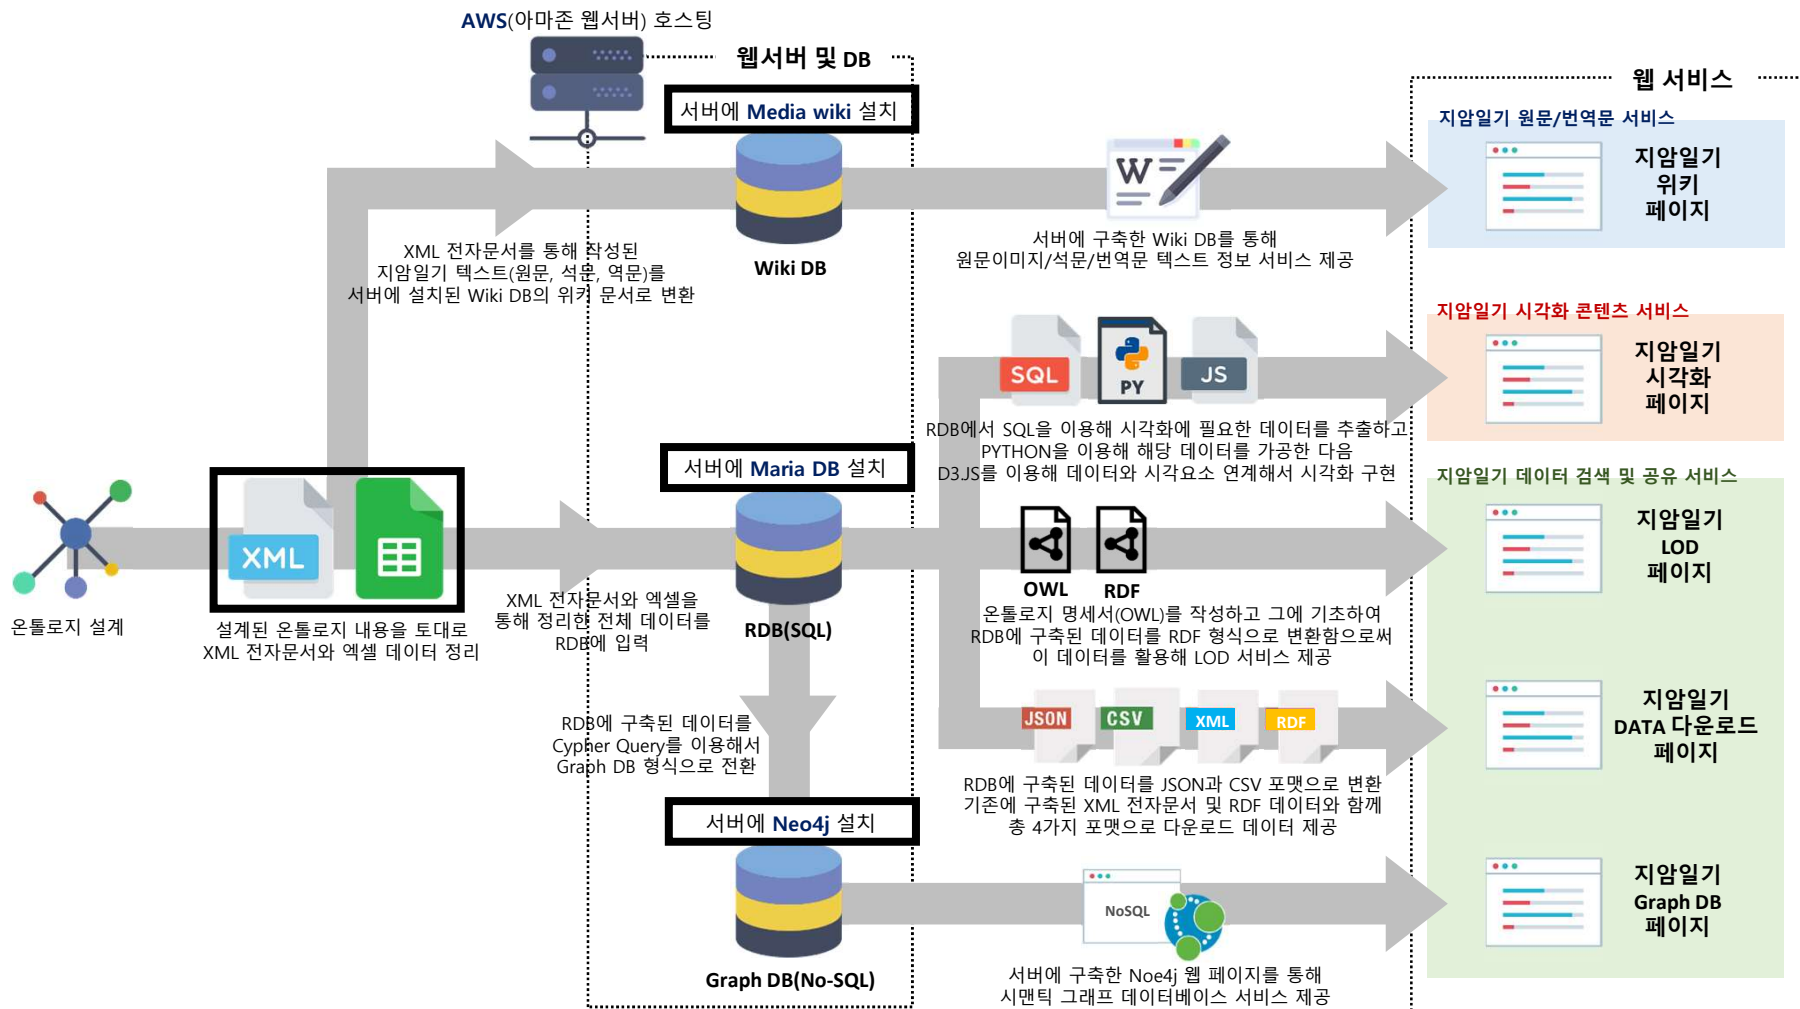 AWS(아마존 웹서버) 호스팅
웹서버 및 DB
웹 서비스
서버에 Media wiki 설치
지암일기 원문/번역문 서비스
W
지암일기
위키
페이지
XML 전자문서를 통해 작성된
지암일기 텍스트(원문, 석문, 역문)를
서버에 설치된 Wiki DB의 위키 문서로 변환
Wiki DB
서버에 구축한 Wiki DB를 통해
원문이미지/석문/번역문 텍스트 정보 서비스 제공
지암일기 시각화 콘텐츠 서비스
SQL
PY
JS
지암일기
시각화
페이지
RDB에서 SQL을 이용해 시각화에 필요한 데이터를 추출하고
PYTHON을 이용해 해당 데이터를 가공한 다음
D3.JS를 이용해 데이터와 시각요소 연계해서 시각화 구현
서버에 Maria DB 설치
지암일기 데이터 검색 및 공유 서비스
XML
OWL
RDF
지암일기
LOD
페이지
온톨로지 설계
설계된 온톨로지 내용을 토대로
XML 전자문서와 엑셀 데이터 정리
XML 전자문서와 엑셀을
통해 정리한 전체 데이터를
RDB에 입력
RDB(SQL)
온톨로지 명세서(OWL)를 작성하고 그에 기초하여
RDB에 구축된 데이터를 RDF 형식으로 변환함으로써
이 데이터를 활용해 LOD 서비스 제공
RDB에 구축된 데이터를
Cypher Query를 이용해서
Graph DB 형식으로 전환
JSON
CSV
XML
RDF
지암일기
DATA 다운로드
페이지
RDB에 구축된 데이터를 JSON과 CSV 포맷으로 변환
기존에 구축된 XML 전자문서 및 RDF 데이터와 함께
총 4가지 포맷으로 다운로드 데이터 제공
서버에 Neo4j 설치
NoSQL
지암일기
Graph DB
페이지
Graph DB(No-SQL)
서버에 구축한 Noe4j 웹 페이지를 통해
시맨틱 그래프 데이터베이스 서비스 제공